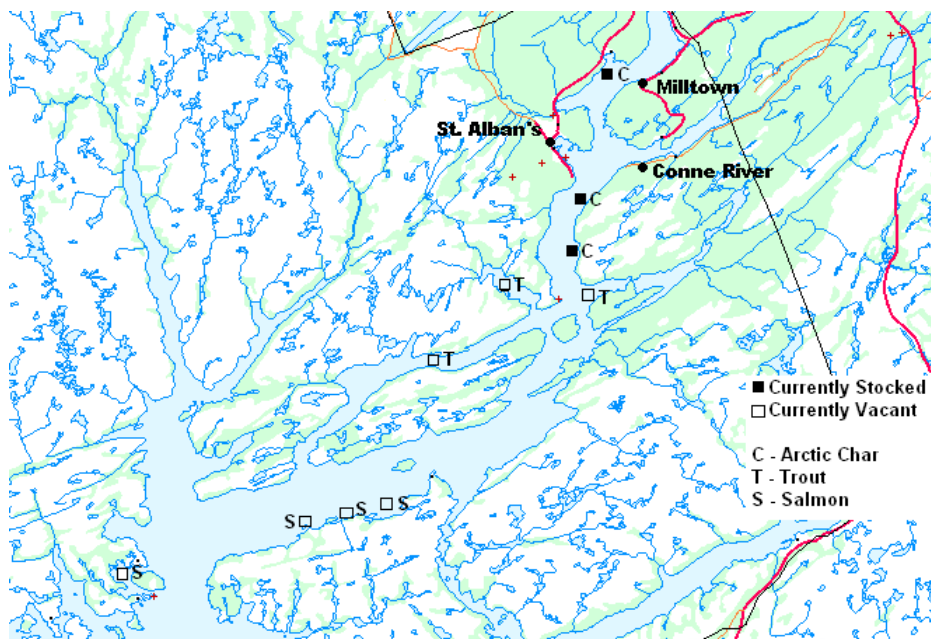 C
Milltown
St. Alban's
Conne River
C
C
T
T
T
Currently Stocked
Currently Vacant
C - Arctic Char
T - Trout
S - Salmon
S
S
S
S